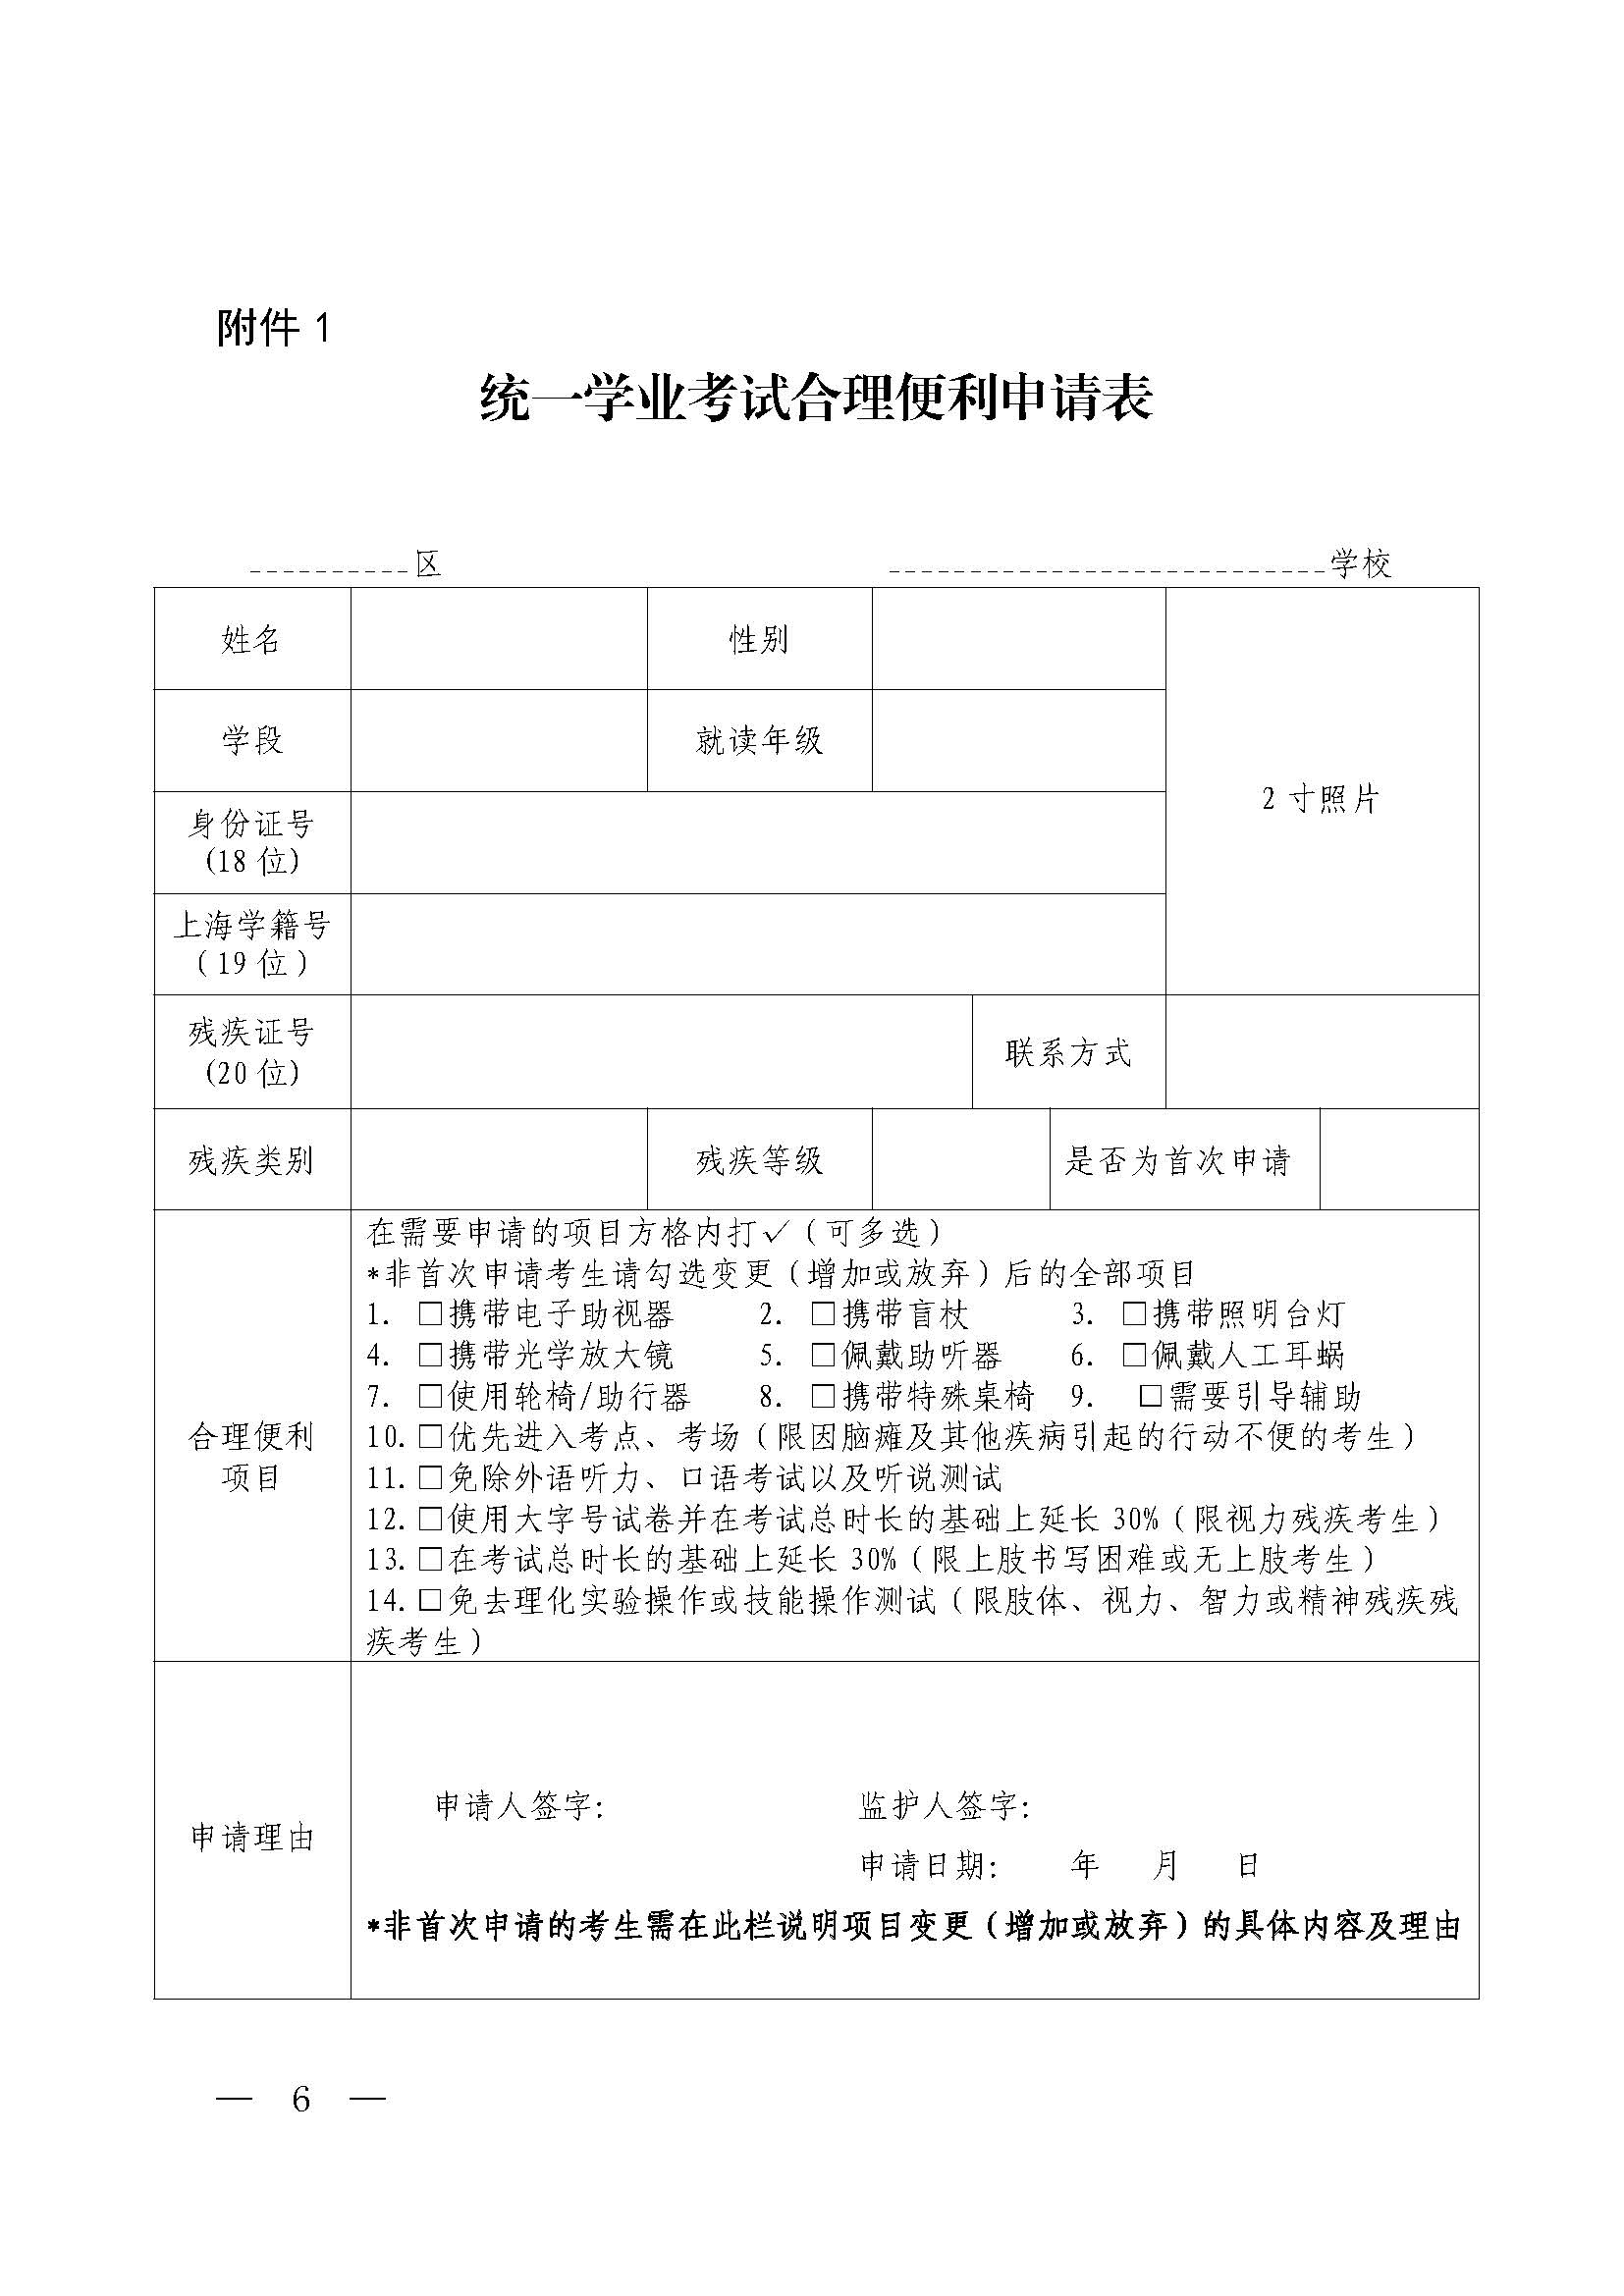 附件 1
统一学业考试合理便利申请表
__________区 ___________________________学校
姓名 性别
学段 就读年级
2 寸照片
身份证号
(18 位)
上海学籍号
（19 位）
残疾证号
(20 位)
联系方式
残疾类别 残疾等级 是否为首次申请
合理便利
项目
在需要申请的项目方格内打✓（可多选）
*非首次申请考生请勾选变更（增加或放弃）后的全部项目
1. □携带电子助视器 2. □携带盲杖 3. □携带照明台灯
4. □携带光学放大镜 5. □佩戴助听器 6. □佩戴人工耳蜗
7. □使用轮椅/助行器 8. □携带特殊桌椅 9. □需要引导辅助
10.□优先进入考点、考场（限因脑瘫及其他疾病引起的行动不便的考生）
11.□免除外语听力、口语考试以及听说测试
12.□使用大字号试卷并在考试总时长的基础上延长 30%（限视力残疾考生）
13.□在考试总时长的基础上延长 30%（限上肢书写困难或无上肢考生）
14.□免去理化实验操作或技能操作测试（限肢体、视力、智力或精神残疾残
疾考生）
申请理由
申请人签字: 监护人签字:
申请日期: 年 月 日
*非首次申请的考生需在此栏说明项目变更（增加或放弃）的具体内容及理由
— 6 —